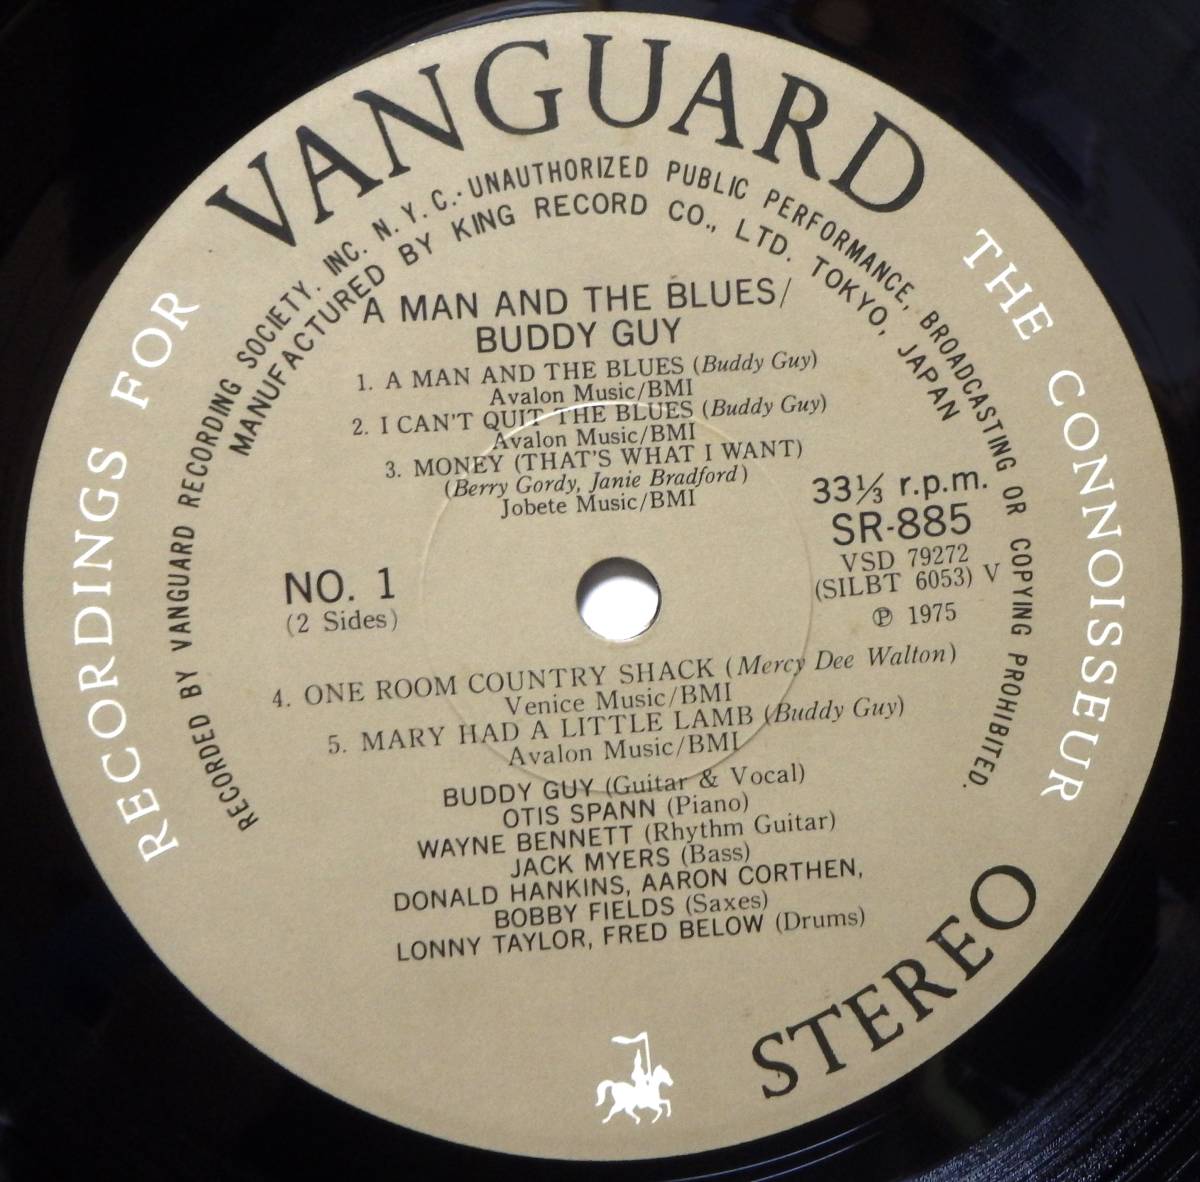 VANGUARD
RECORDINGS FOR THE CONNOISSEUR
RECORDED BY VANGUARD RECORDING SOCIETY. INC. N. Y. C.·UNAUTHORIZED PUBLIC PERFORMANCE, BROADCASTING OR COPYING PROHIBITED.
MANUFACTURED BY KING RECORD CO., LTD. TOKYO, JAPAN
A MAN AND THE BLUES/
BUDDY GUY
1. A MAN AND THE BLUES (Buddy Guy)
Avalon Music/BMI
2. I CAN'T QUIT THE BLUES (Buddy Guy)
Avalon Music/BMI
3. MONEY (THAT'S WHAT I WANT)
(Berry Gordy, Janie Bradford)
Jobete Music/BMI
33⅓ r.p.m.
SR-885
VSD 79272
(SILBT 6053) V
℗ 1975
NO. 1
(2 Sides)
4. ONE ROOM COUNTRY SHACK (Mercy Dee Walton)
Venice Music/BMI
5. MARY HAD A LITTLE LAMB (Buddy Guy)
Avalon Music/BMI
BUDDY GUY (Guitar & Vocal)
OTIS SPANN (Piano)
WAYNE BENNETT (Rhythm Guitar)
JACK MYERS (Bass)
DONALD HANKINS, AARON CORTHEN,
BOBBY FIELDS (Saxes)
LONNY TAYLOR, FRED BELOW (Drums)
STEREO